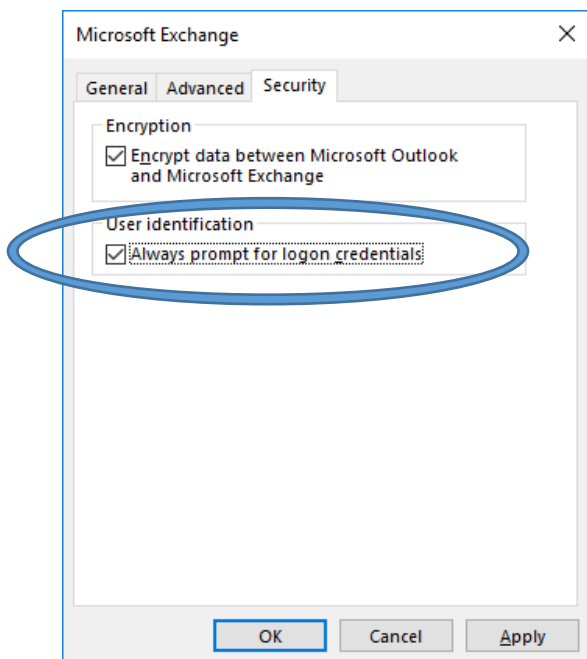 Microsoft Exchange
General Advanced Security
Encryption
Encrypt data between Microsoft Outlook
and Microsoft Exchange
User identification
Always prompt for logon credentials
OK Cancel Apply